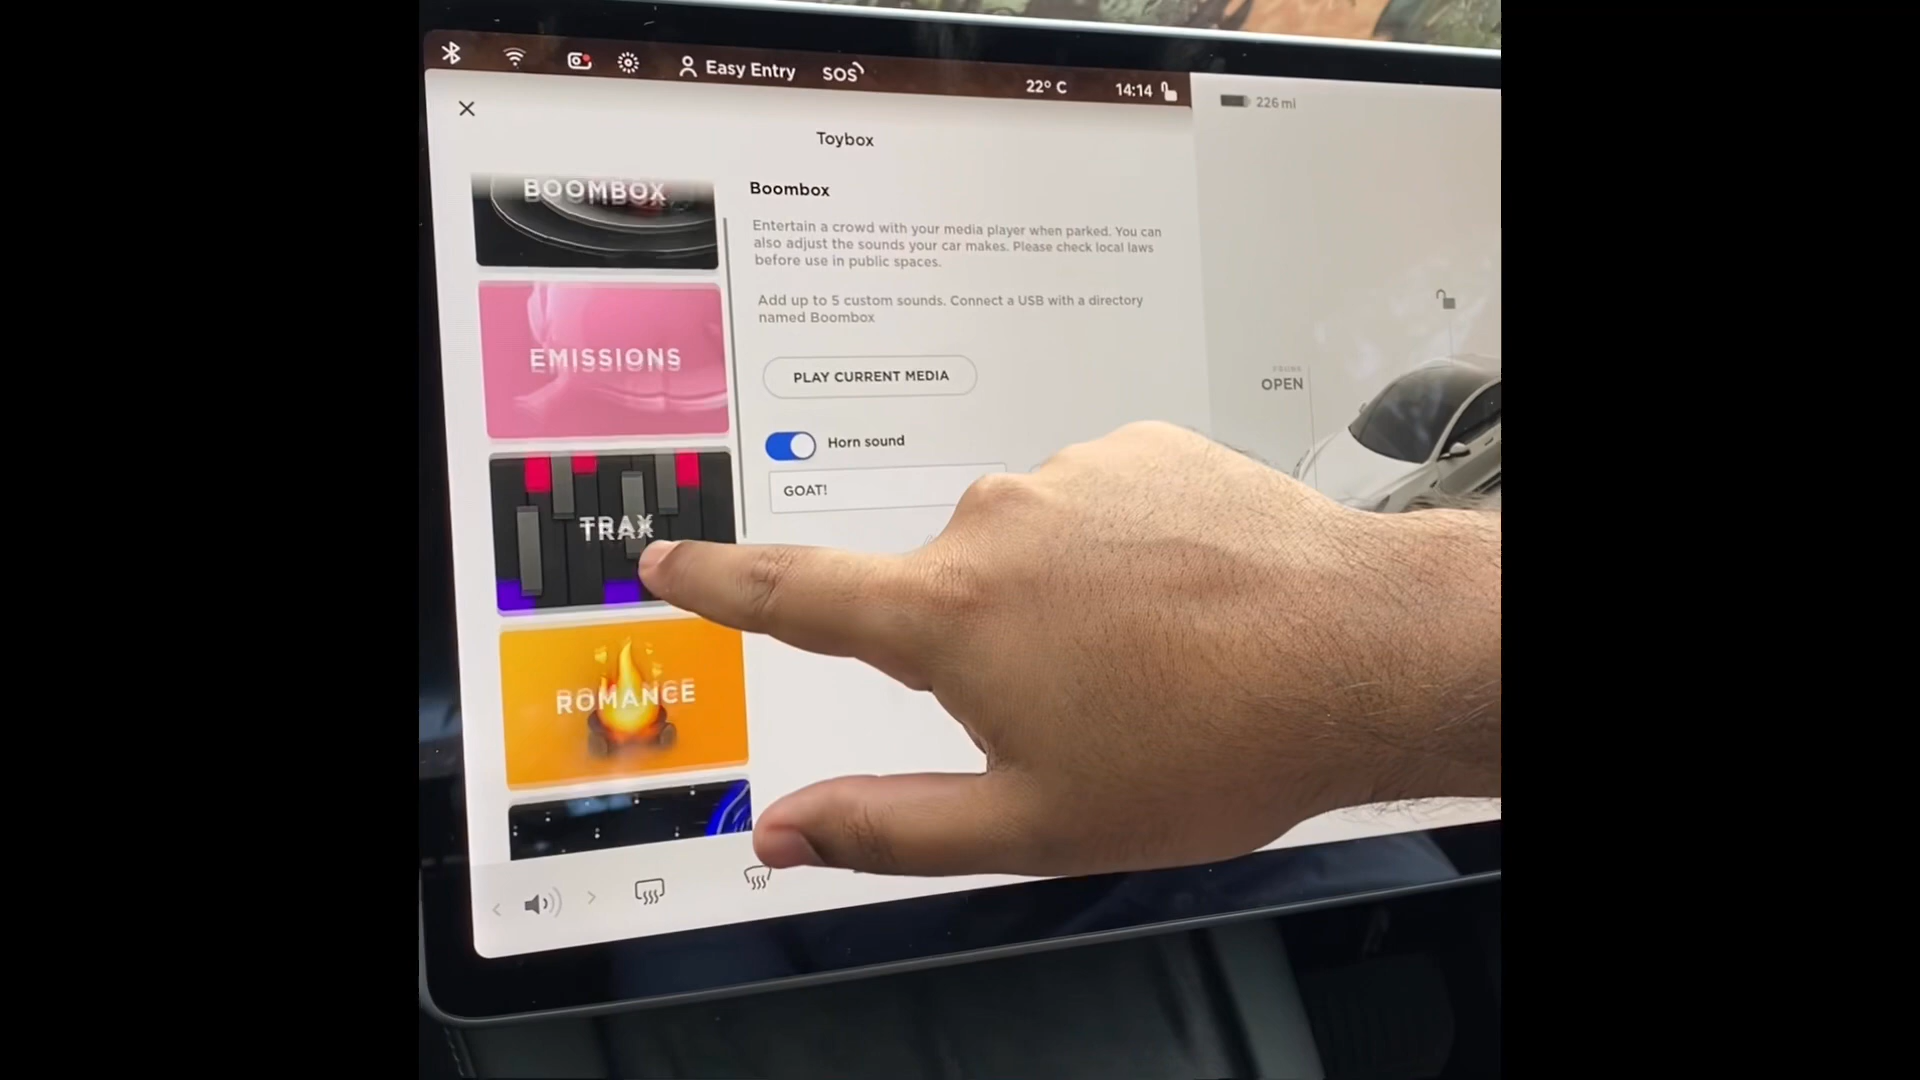 Easy Entry
SOS
22° C
14:14
226 mi
Toybox
BOOMBOX
EMISSIONS
TRAX
ROMANCE
Boombox
Entertain a crowd with your media player when parked. You can
also adjust the sounds your car makes. Please check local laws
before use in public spaces.
Add up to 5 custom sounds. Connect a USB with a directory
named Boombox
PLAY CURRENT MEDIA
Horn sound
GOAT!
OPEN